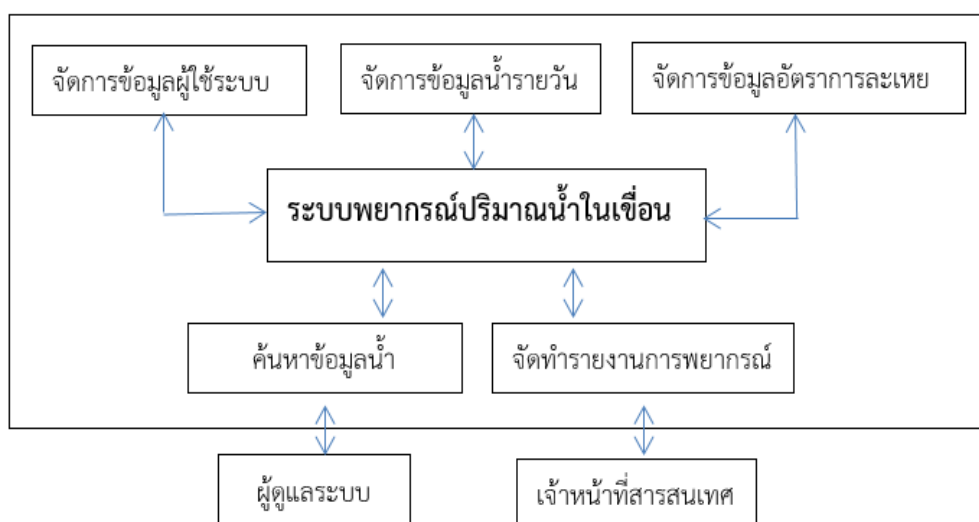 จัดการข้อมูลผู้ใช้ระบบ
จัดการข้อมูลน้ำรายวัน
จัดการข้อมูลอัตราการละเหย
ระบบพยากรณ์ปริมาณน้ำในเขื่อน
ค้นหาข้อมูลน้ำ
จัดทำรายงานการพยากรณ์
ผู้ดูแลระบบ
เจ้าหน้าที่สารสนเทศ